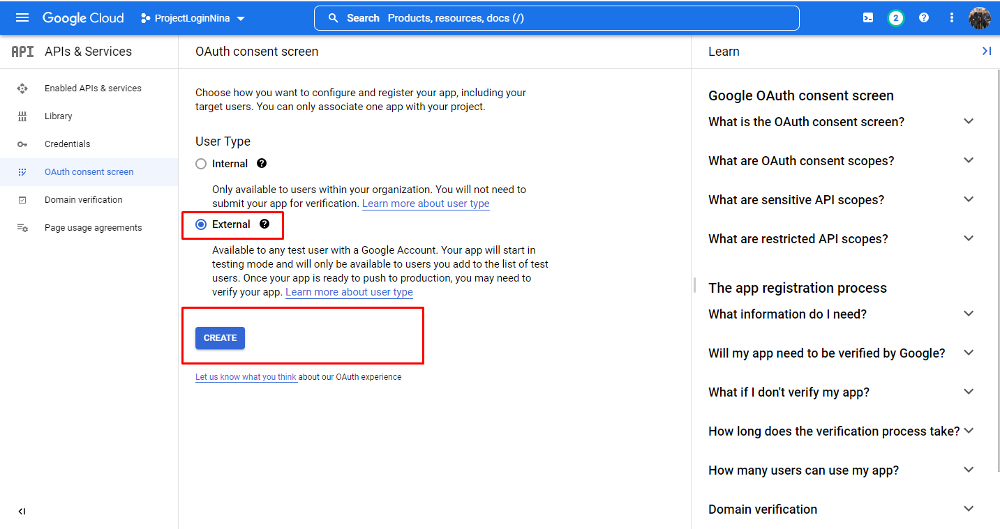 Google Cloud
ProjectLoginNina
Search Products, resources, docs (/)
2
API APIs & Services
Enabled APIs & services
Library
Credentials
OAuth consent screen
Domain verification
Page usage agreements
OAuth consent screen
Choose how you want to configure and register your app, including your
target users. You can only associate one app with your project.
User Type
Internal
Only available to users within your organization. You will not need to
submit your app for verification. Learn more about user type
External
Available to any test user with a Google Account. Your app will start in
testing mode and will only be available to users you add to the list of test
users. Once your app is ready to push to production, you may need to
verify your app. Learn more about user type
CREATE
Let us know what you think about our OAuth experience
Learn
Google OAuth consent screen
What is the OAuth consent screen?
What are OAuth consent scopes?
What are sensitive API scopes?
What are restricted API scopes?
The app registration process
What information do I need?
Will my app need to be verified by Google?
What if I don't verify my app?
How long does the verification process take?
How many users can use my app?
Domain verification